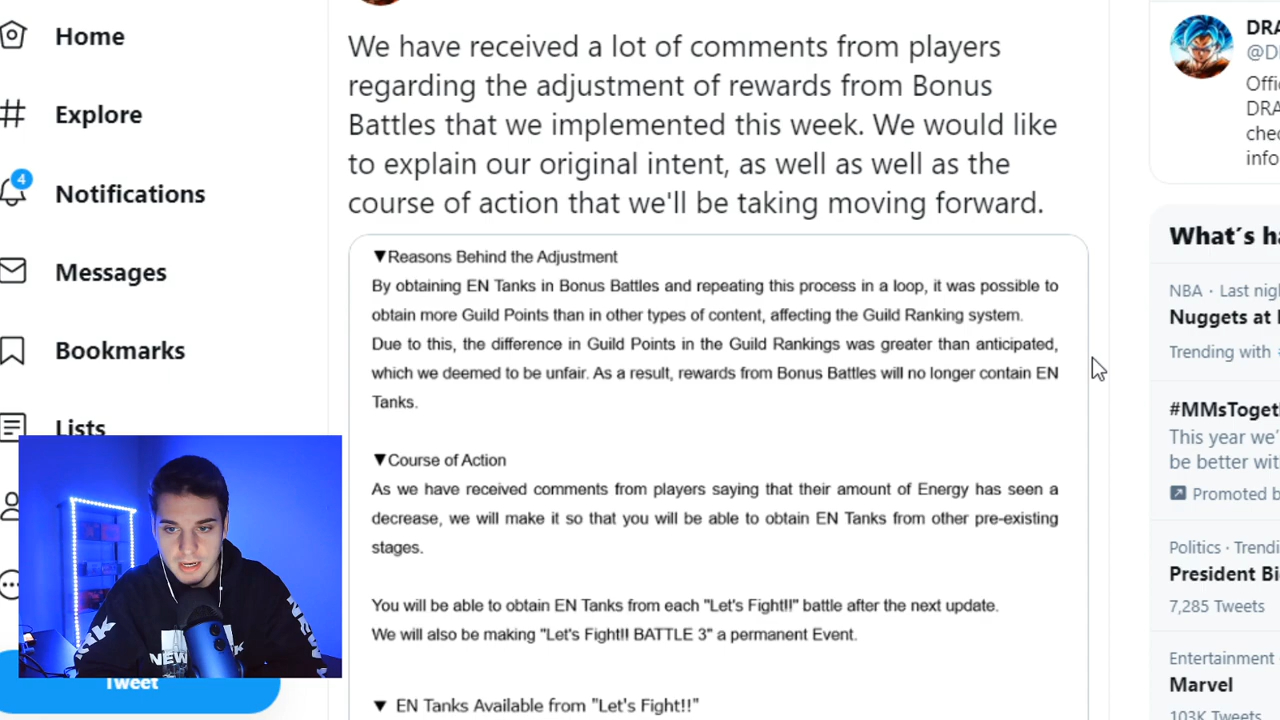 Home
Explore
4
Notifications
Messages
Bookmarks
Lists
Tweet
We have received a lot of comments from players
regarding the adjustment of rewards from Bonus
Battles that we implemented this week. We would like
to explain our original intent, as well as well as the
course of action that we'll be taking moving forward.
▼Reasons Behind the Adjustment
By obtaining EN Tanks in Bonus Battles and repeating this process in a loop, it was possible to
obtain more Guild Points than in other types of content, affecting the Guild Ranking system.
Due to this, the difference in Guild Points in the Guild Rankings was greater than anticipated,
which we deemed to be unfair. As a result, rewards from Bonus Battles will no longer contain EN
Tanks.
▼Course of Action
As we have received comments from players saying that their amount of Energy has seen a
decrease, we will make it so that you will be able to obtain EN Tanks from other pre-existing
stages.
You will be able to obtain EN Tanks from each "Let's Fight!!" battle after the next update.
We will also be making "Let's Fight!! BATTLE 3" a permanent Event.
▼ EN Tanks Available from "Let's Fight!!"
NEW
DRA
@D
Offi
DRA
che
info
What's ha
NBA · Last nig
Nuggets at
Trending with
#MMsToget
This year we'
be better wit
Promoted b
Politics · Trendi
President Bi
7,285 Tweets
Entertainment
Marvel
103K Tweets